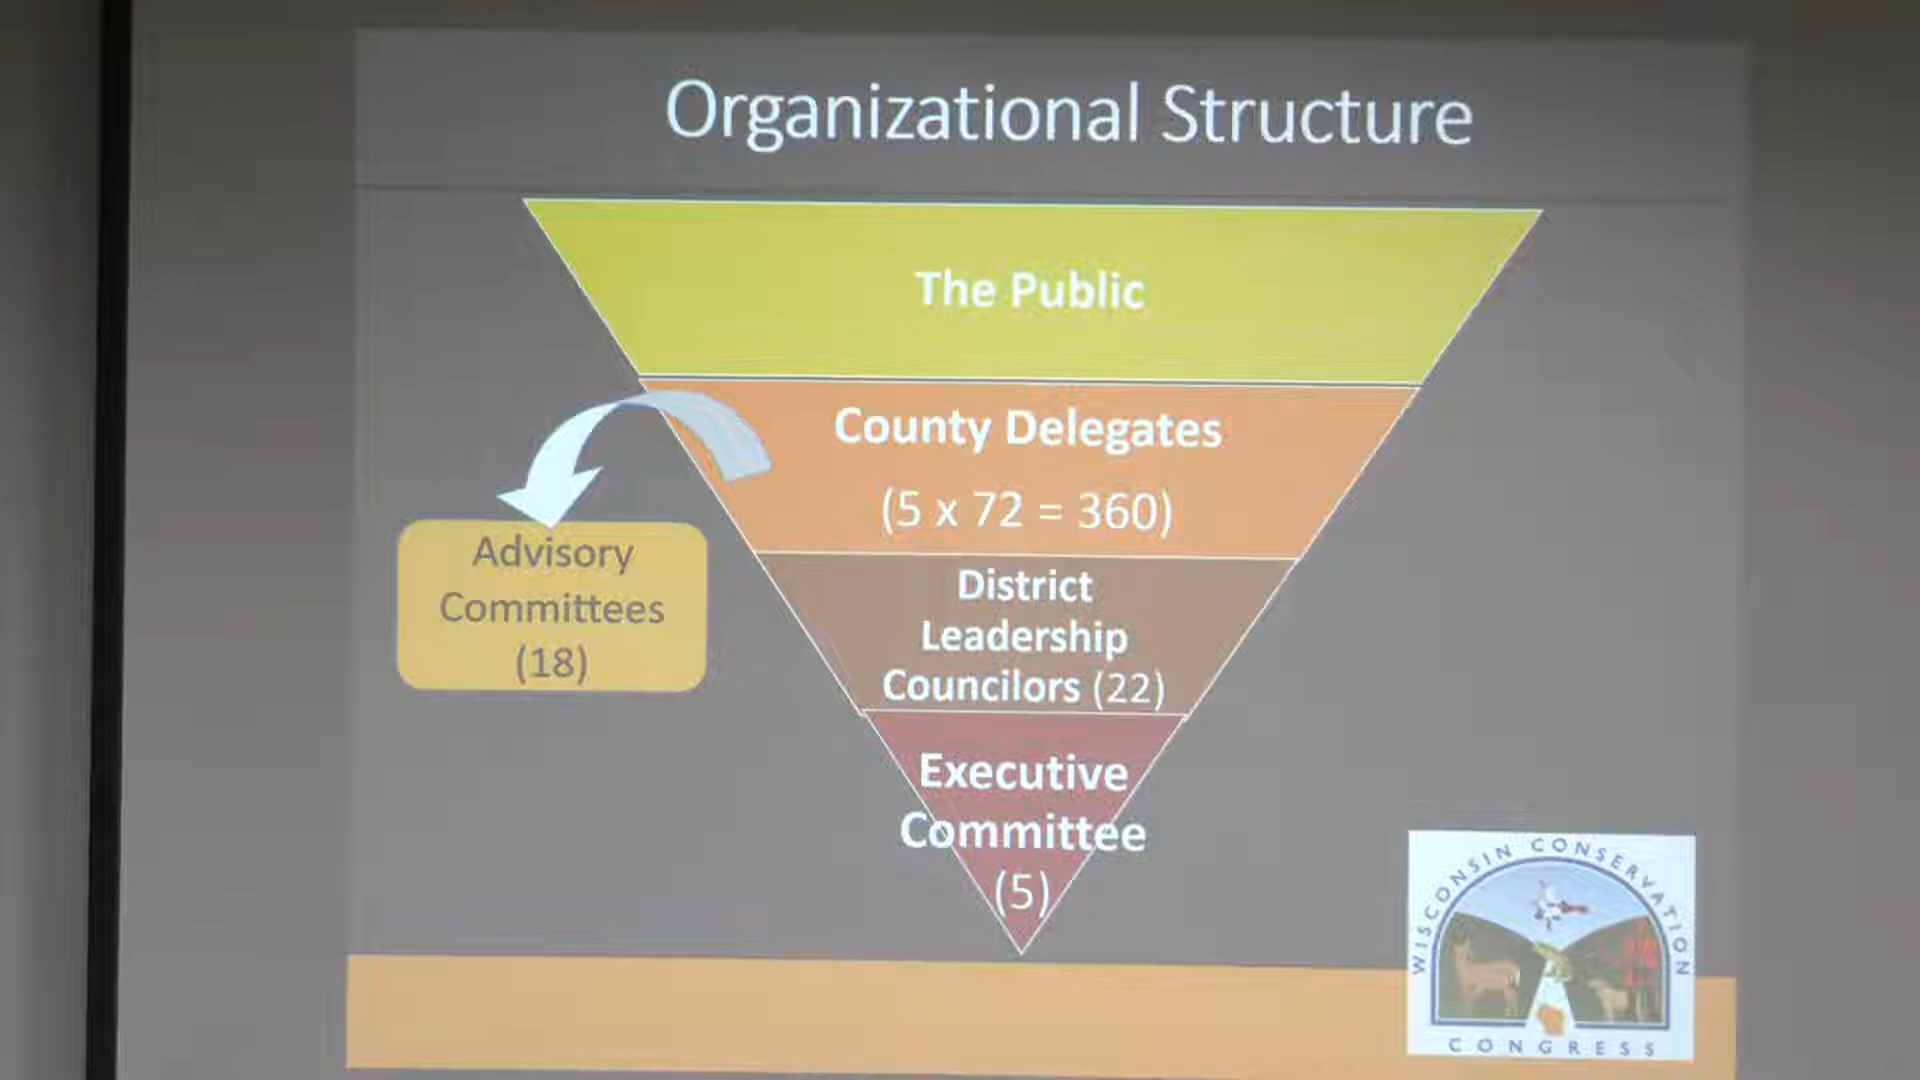 Organizational Structure
The Public
County Delegates
(5 x 72 = 360)
Advisory
Committees
(18)
District
Leadership
Councilors (22)
Executive
Committee
(5)
WISCONSIN CONSERVATION
CONGRESS